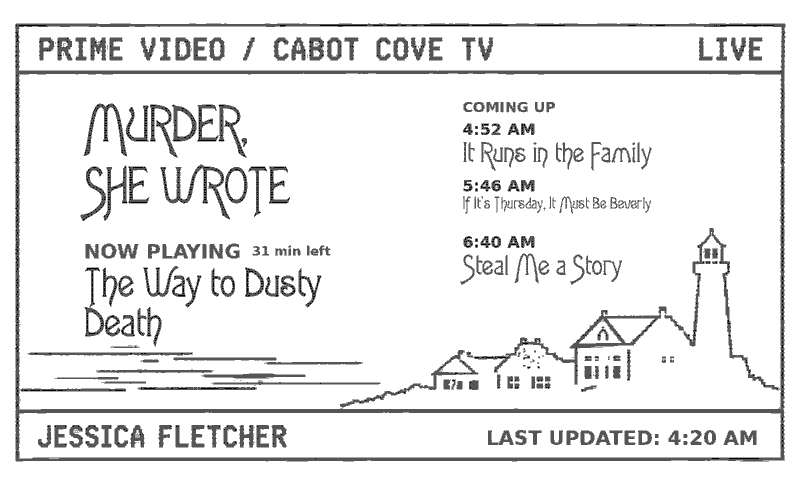 PRIME VIDEO / CABOT COVE TV
LIVE
MURDER,
SHE WROTE
NOW PLAYING 31 min left
The Way to Dusty
Death
COMING UP
4:52 AM
It Runs in the Family
5:46 AM
If It's Thursday, It Must Be Beverly
6:40 AM
Steal Me a Story
JESSICA FLETCHER
LAST UPDATED: 4:20 AM